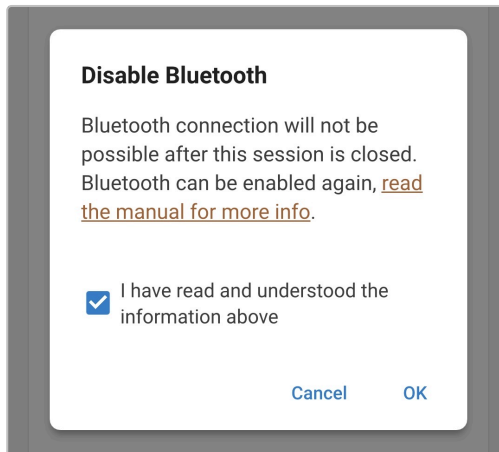 Disable Bluetooth
Bluetooth connection will not be
possible after this session is closed.
Bluetooth can be enabled again, read
the manual for more info.
I have read and understood the
information above
Cancel OK